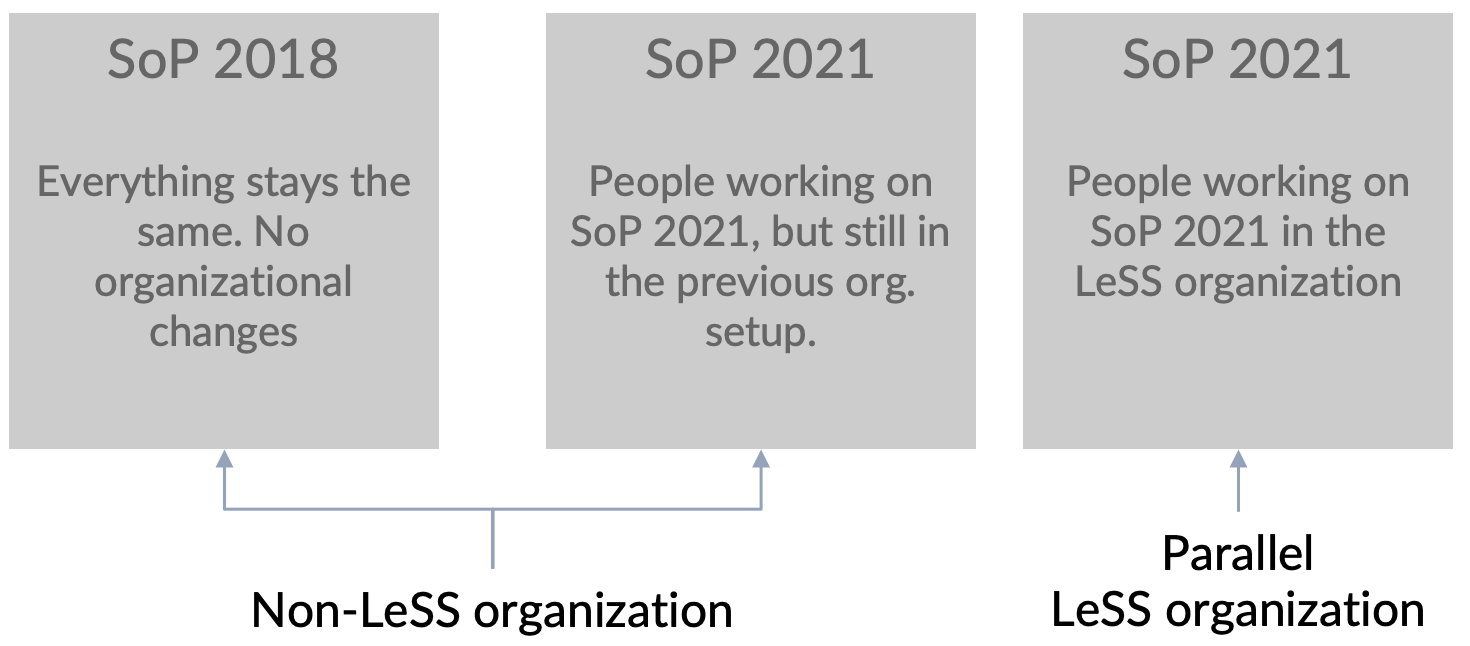 SoP 2018
Everything stays the
same. No
organizational
changes
SoP 2021
People working on
SoP 2021, but still in
the previous org.
setup.
SoP 2021
People working on
SoP 2021 in the
LeSS organization
Non-LeSS organization
Parallel
LeSS organization